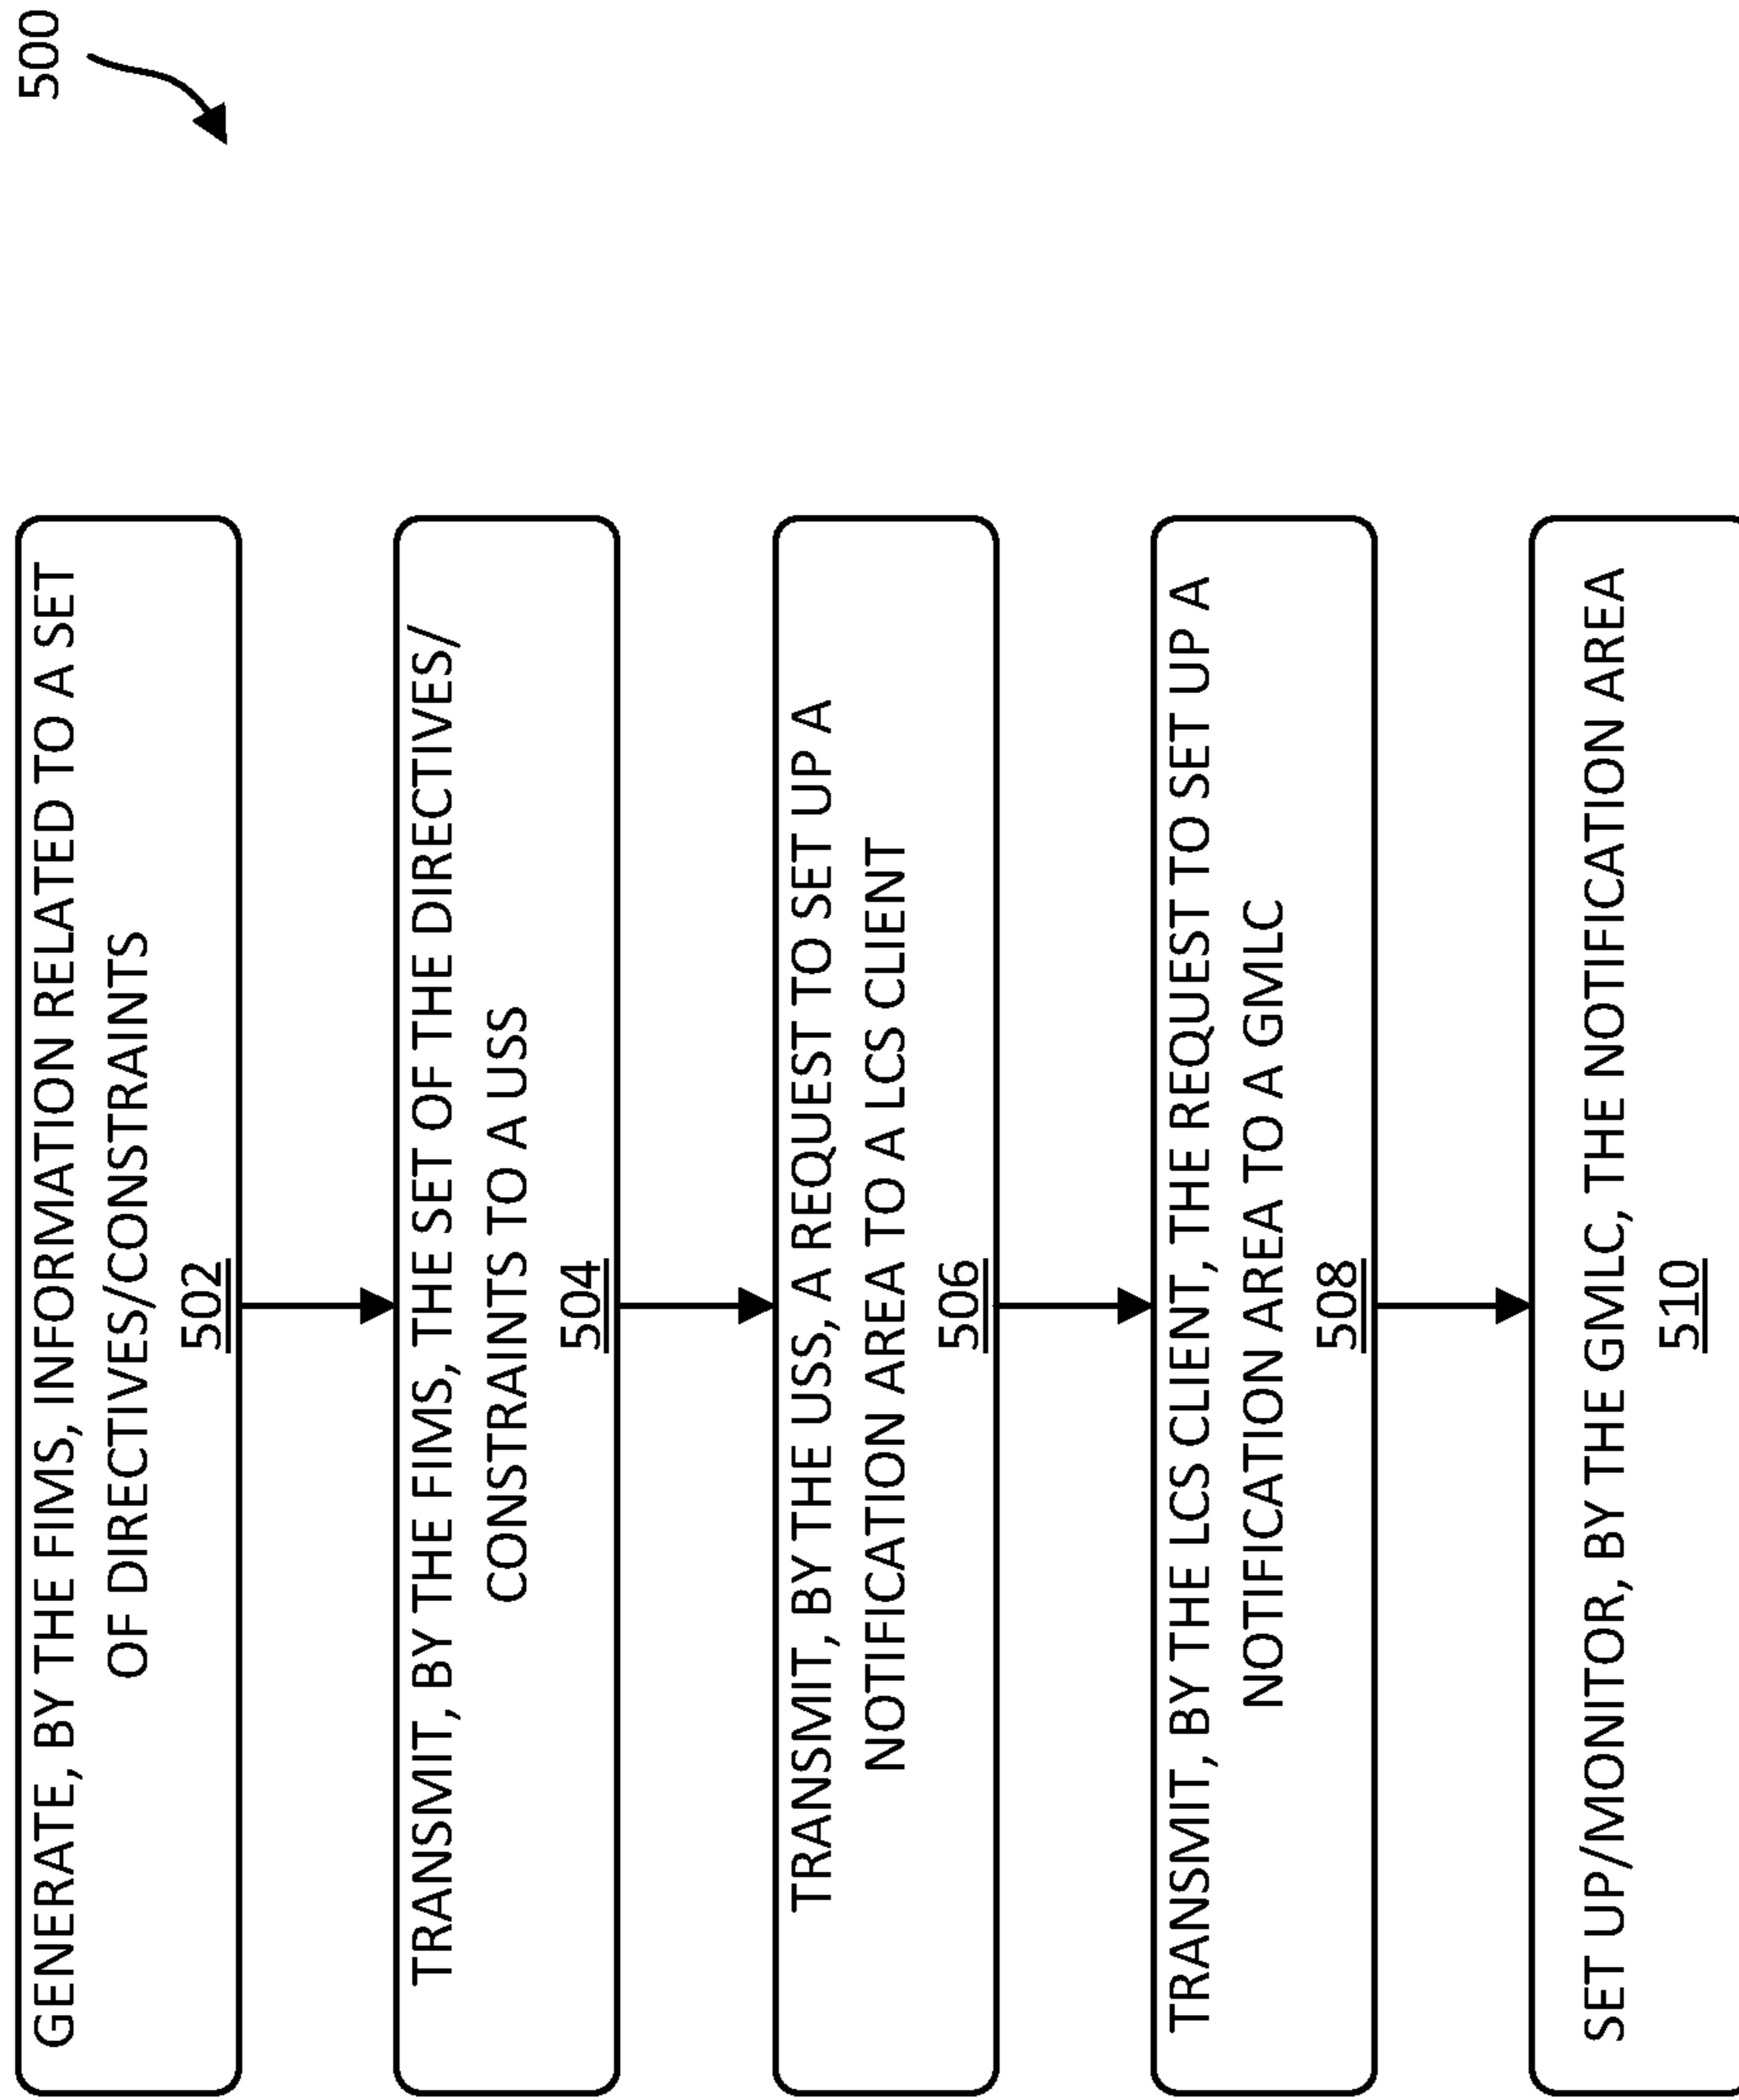 500
GENERATE, BY THE FIMS, INFORMATION RELATED TO A SET
OF DIRECTIVES/CONSTRAINTS
502
TRANSMIT, BY THE FIMS, THE SET OF THE DIRECTIVES/
CONSTRAINTS TO A USS
504
TRANSMIT, BY THE USS, A REQUEST TO SET UP A
NOTIFICATION AREA TO A LCS CLIENT
506
TRANSMIT, BY THE LCS CLIENT, THE REQUEST TO SET UP A
NOTIFICATION AREA TO A GMLC
508
SET UP/MONITOR, BY THE GMLC, THE NOTIFICATION AREA
510